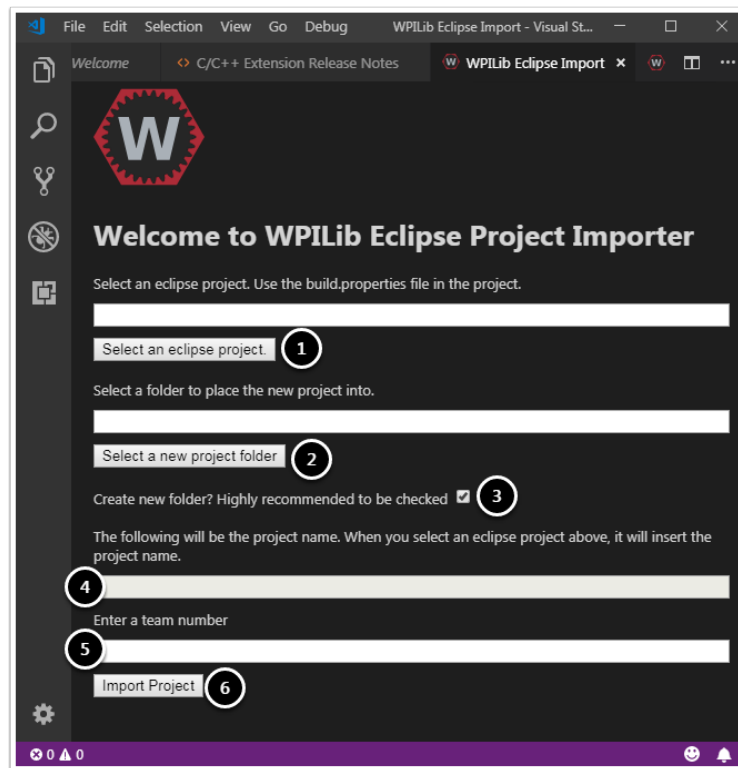 File Edit Selection View Go Debug WPILib Eclipse Import - Visual St...
Welcome C/C++ Extension Release Notes WPILib Eclipse Import
W
Welcome to WPILib Eclipse Project Importer
Select an eclipse project. Use the build.properties file in the project.
Select an eclipse project. 1
Select a folder to place the new project into.
Select a new project folder 2
Create new folder? Highly recommended to be checked 3
The following will be the project name. When you select an eclipse project above, it will insert the
project name.
4
Enter a team number
5
Import Project 6
0 0